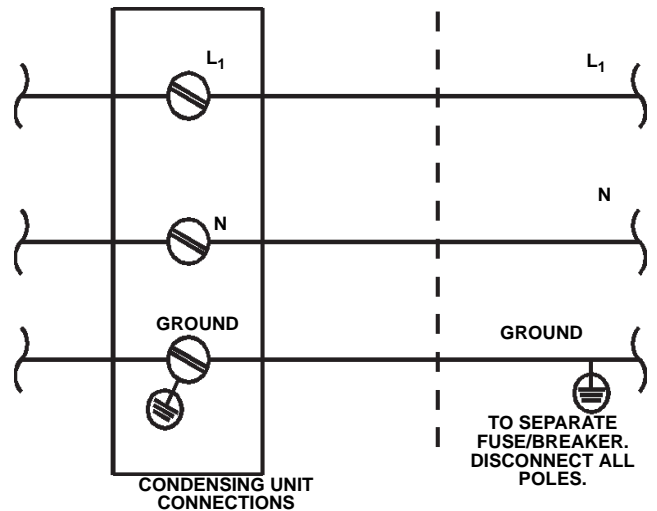 L1
L1
N
N
GROUND
GROUND
TO SEPARATE
FUSE/BREAKER.
DISCONNECT ALL
POLES.
CONDENSING UNIT
CONNECTIONS